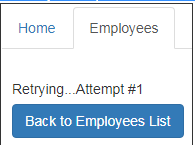 Home Employees
Retrying...Attempt #1
Back to Employees List